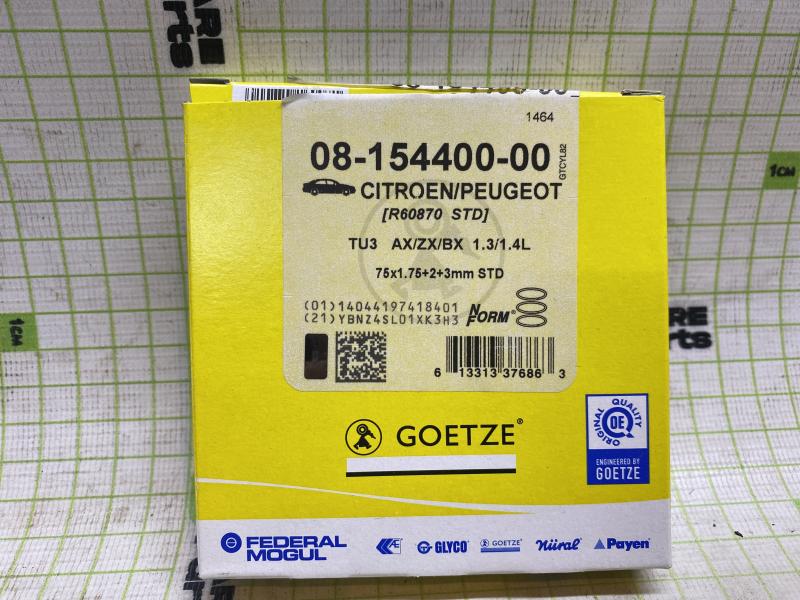 1464
08-154400-00
GTCYL82
CITROEN/PEUGEOT
[R60870 STD]
TU3 AX/ZX/BX 1.3/1.4L
75x1.75+2+3mm STD
(01)14044197418401
(21)YBNZ4SL01XK3H3
N FORM®
6 13313 37686 3
GOETZE®
ORIGINAL QUALITY
OE
ENGINEERED BY
GOETZE
FEDERAL
MOGUL
AE
GLYCO®
GOETZE®
Nüral®
Payen®
1CM
1CM